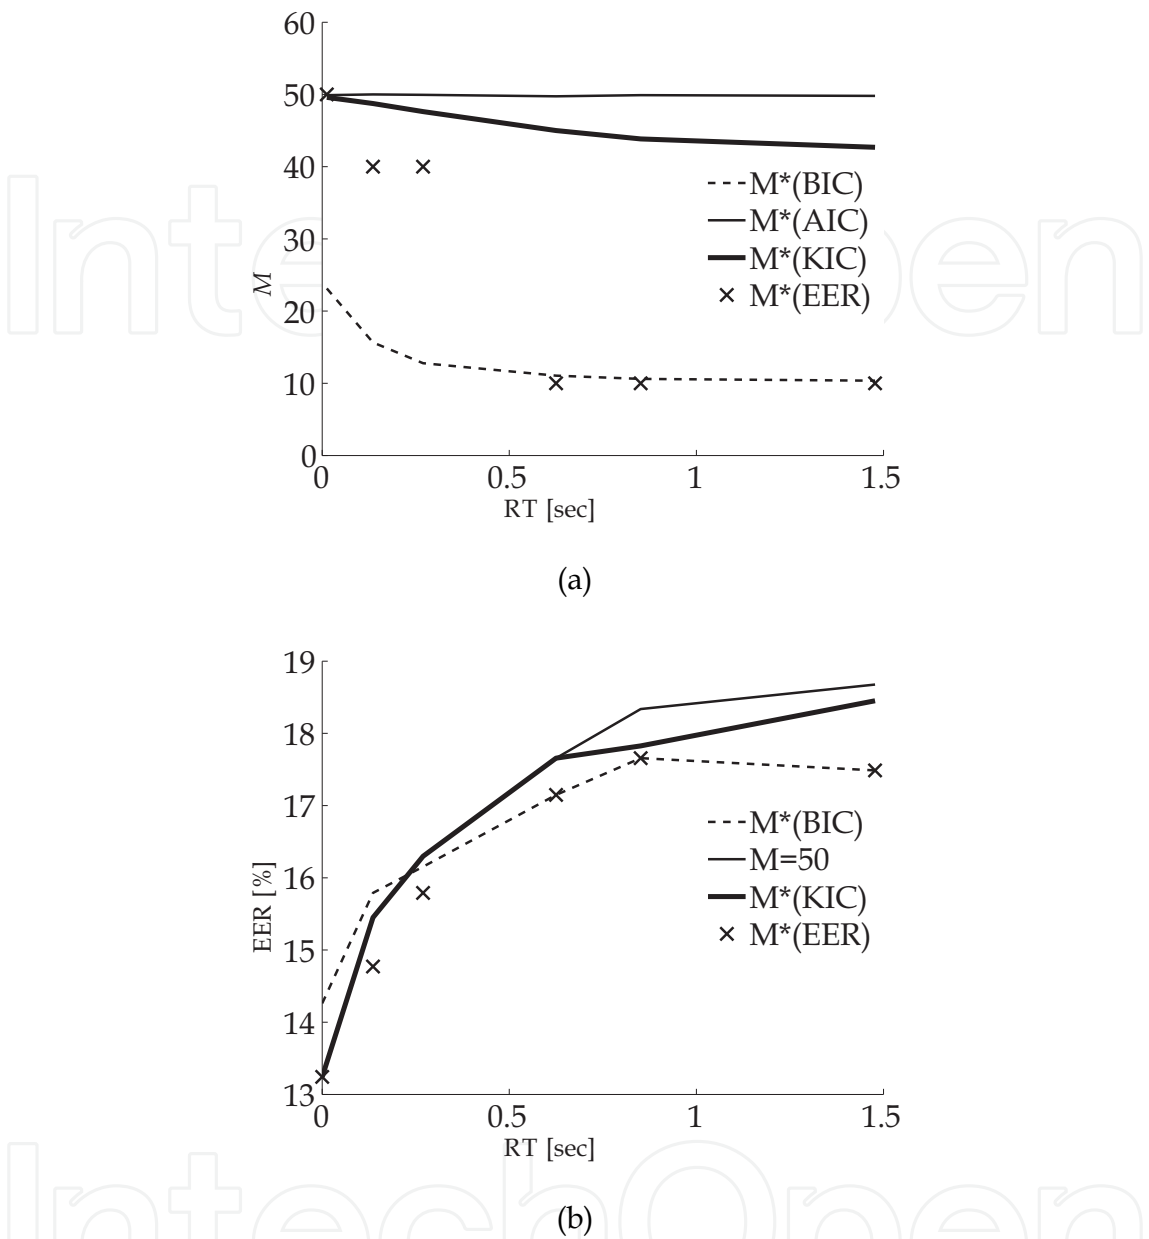 60
50
40
30
20
10
0
M
0 0.5 1 1.5
RT [sec]
M*(BIC)
M*(AIC)
M*(KIC)
M*(EER)
(a)
19
18
17
16
15
14
13
EER [%]
0 0.5 1 1.5
RT [sec]
M*(BIC)
M=50
M*(KIC)
M*(EER)
(b)
IntechOpen
IntechOpen